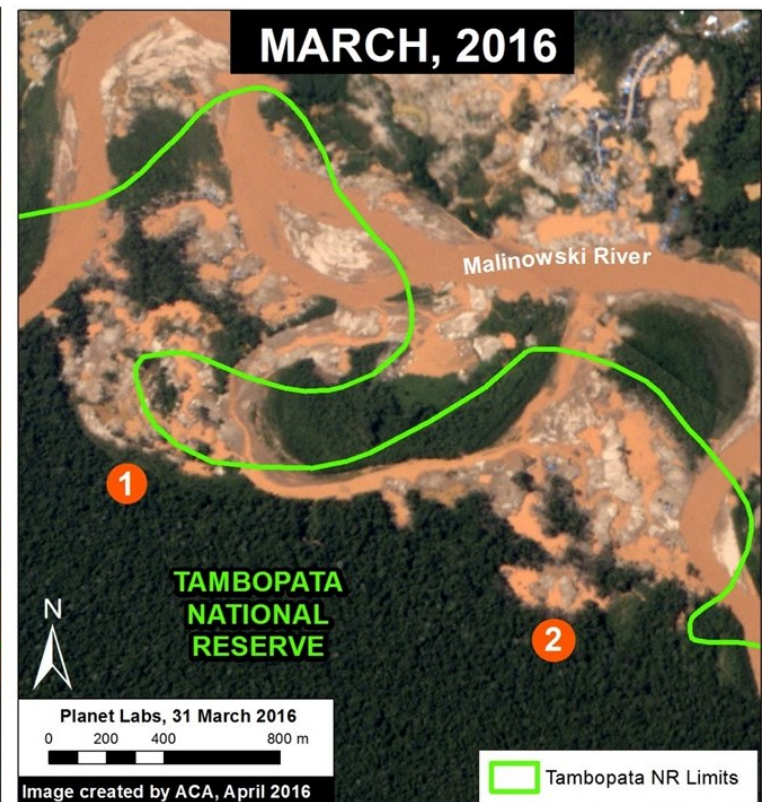 MARCH, 2016
Malinowski River
1
TAMBOPATA
NATIONAL
RESERVE
2
N
Planet Labs, 31 March 2016
0 200 400 800 m
Image created by ACA, April 2016
Tambopata NR Limits